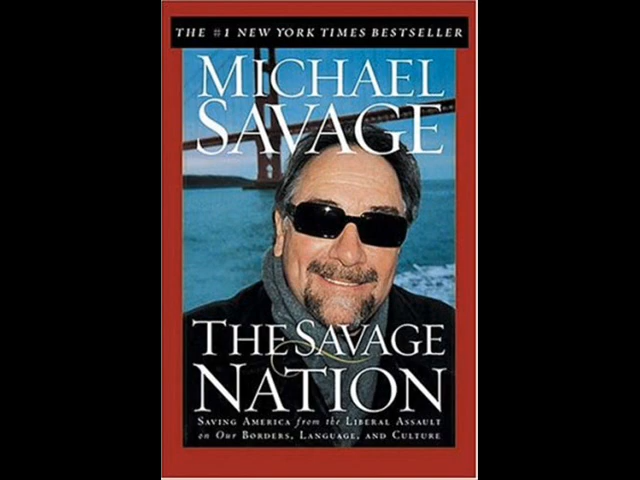 THE #1 NEW YORK TIMES BESTSELLER
MICHAEL
SAVAGE
THE SAVAGE
NATION
SAVING AMERICA from the LIBERAL ASSAULT
on OUR BORDERS, LANGUAGE, AND CULTURE